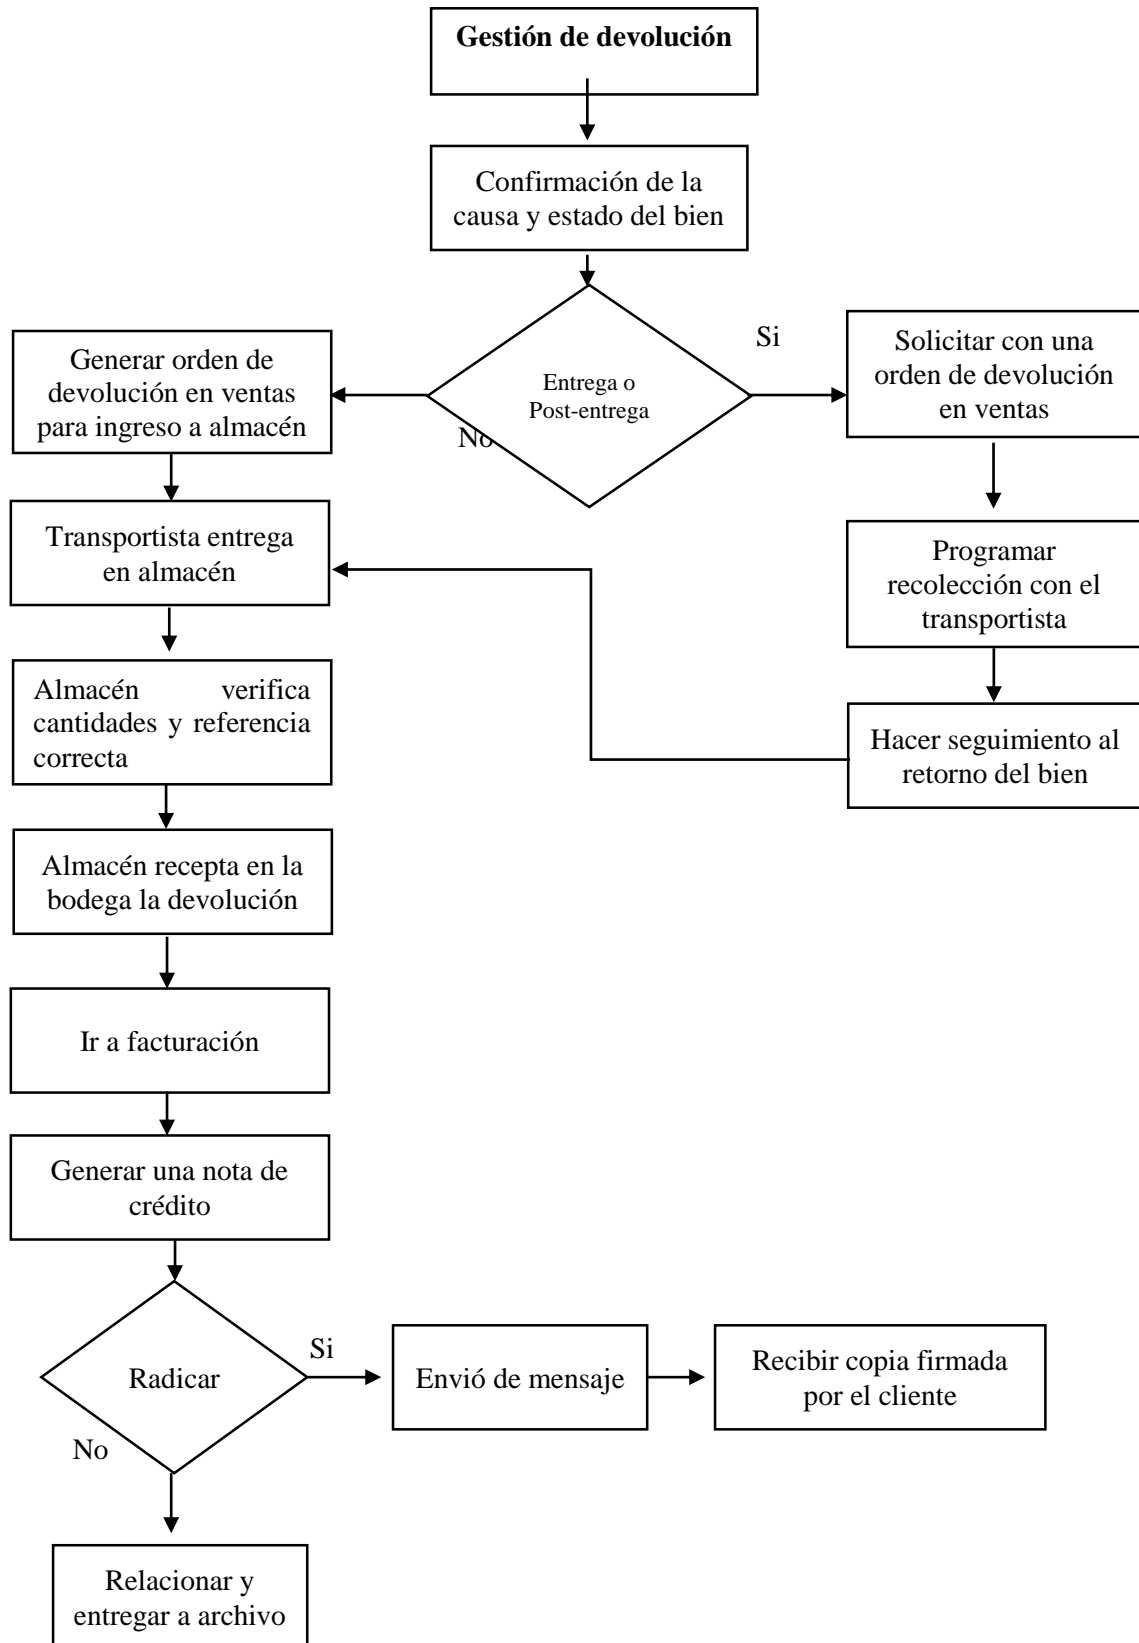 Gestión de devolución
Confirmación de la
causa y estado del bien
Entrega o
Post-entrega
Si
No
Solicitar con una
orden de devolución
en ventas
Generar orden de
devolución en ventas
para ingreso a almacén
Transportista entrega
en almacén
Programar
recolección con el
transportista
Almacén verifica
cantidades y referencia
correcta
Hacer seguimiento al
retorno del bien
Almacén recepta en la
bodega la devolución
Ir a facturación
Generar una nota de
crédito
Radicar
Si
No
Envió de mensaje
Recibir copia firmada
por el cliente
Relacionar y
entregar a archivo